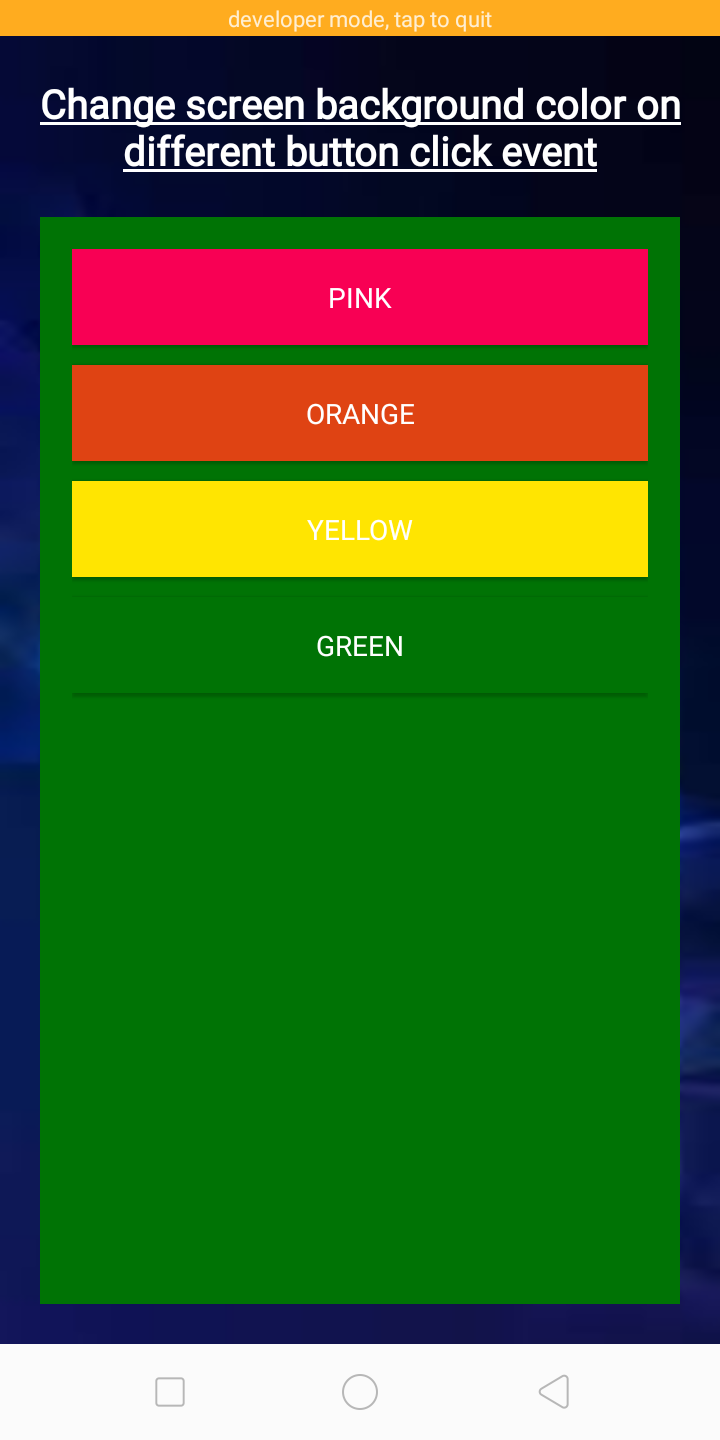 developer mode, tap to quit
Change screen background color on
different button click event
PINK
ORANGE
YELLOW
GREEN